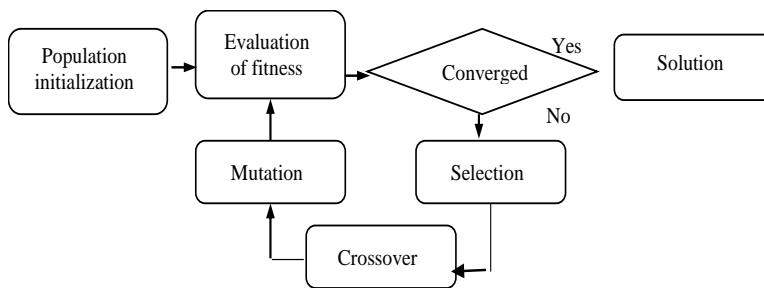 Population
initialization
Evaluation
of fitness
Converged
Yes
Solution
No
Mutation
Selection
Crossover